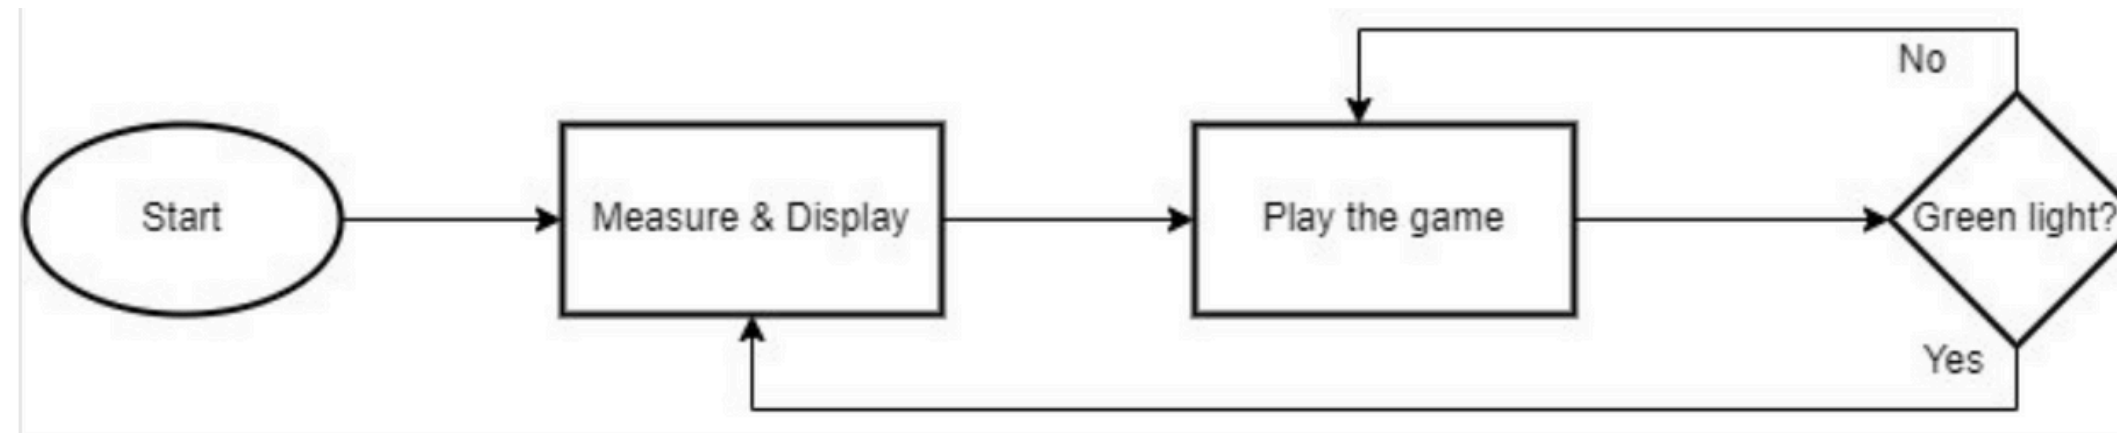 No
Start
Measure & Display
Play the game
Green light?
Yes